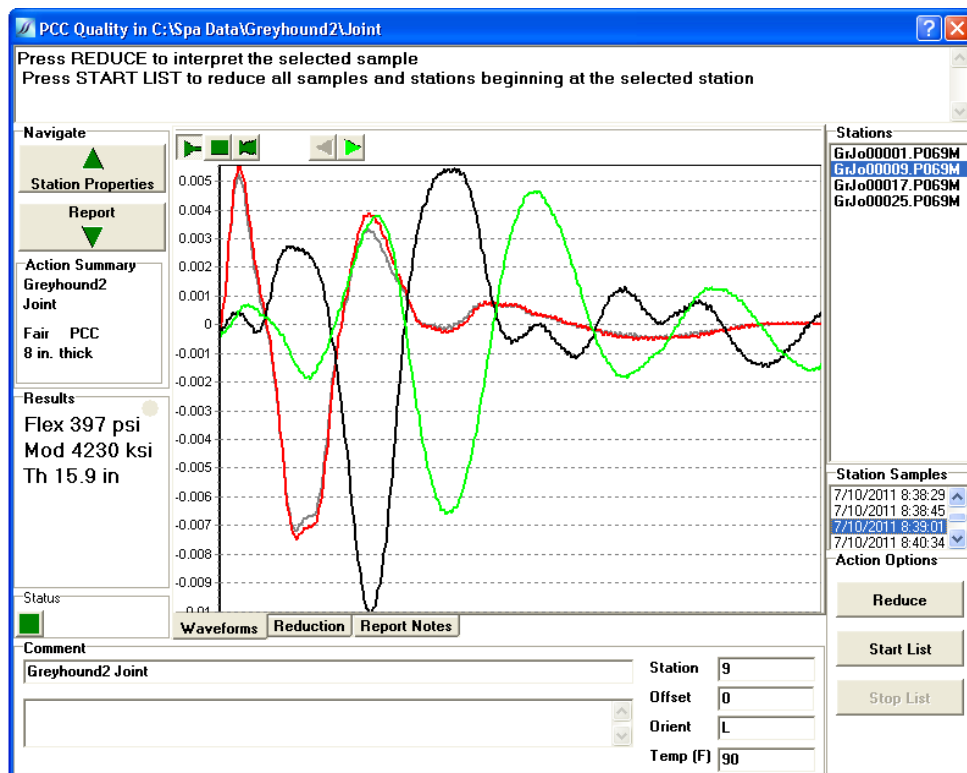 PCC Quality in C:\Spa Data\Greyhound2\Joint
Press REDUCE to interpret the selected sample
Press START LIST to reduce all samples and stations beginning at the selected station
Navigate
Station Properties
Report
Action Summary
Greyhound2
Joint
Fair PCC
8 in. thick
Results
Flex 397 psi
Mod 4230 ksi
Th 15.9 in
Status
0.005
0.003
0.002
0.001
0
-0.001
-0.002
-0.003
-0.004
-0.005
-0.006
-0.007
-0.008
-0.009
-0.01
Waveforms
Reduction
Report Notes
Stations
GrJo00001.P069M
GrJo00009.P069M
GrJo00017.P069M
GrJo00025.P069M
Station Samples
7/10/2011 8:38:29
7/10/2011 8:38:45
7/10/2011 8:39:01
7/10/2011 8:40:34
Action Options
Reduce
Start List
Stop List
Comment
Greyhound2 Joint
Station 9
Offset 0
Orient L
Temp (F) 90